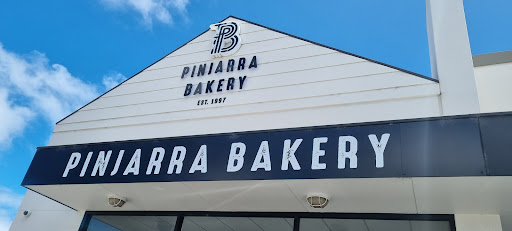 PB
PINJARRA
BAKERY
EST. 1997
PINJARRA BAKERY